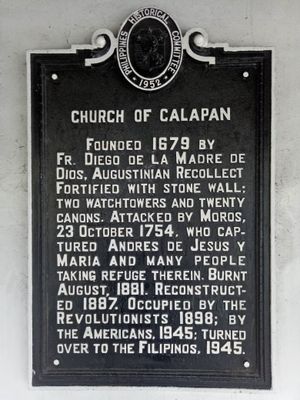 PHILIPPINES HISTORICAL COMMITTEE
1952
CHURCH OF CALAPAN
FOUNDED 1679 BY
FR. DIEGO DE LA MADRE DE
DIOS, AUGUSTINIAN RECOLLECT
FORTIFIED WITH STONE WALL;
TWO WATCHTOWERS AND TWENTY
CANONS. ATTACKED BY MOROS,
23 OCTOBER 1754, WHO CAP-
TURED ANDRES DE JESUS Y
MARIA AND MANY PEOPLE
TAKING REFUGE THEREIN. BURNT
AUGUST, 1881. RECONSTRUCT-
ED 1887. OCCUPIED BY THE
REVOLUTIONISTS 1898; BY
THE AMERICANS, 1945; TURNED
OVER TO THE FILIPINOS, 1945.